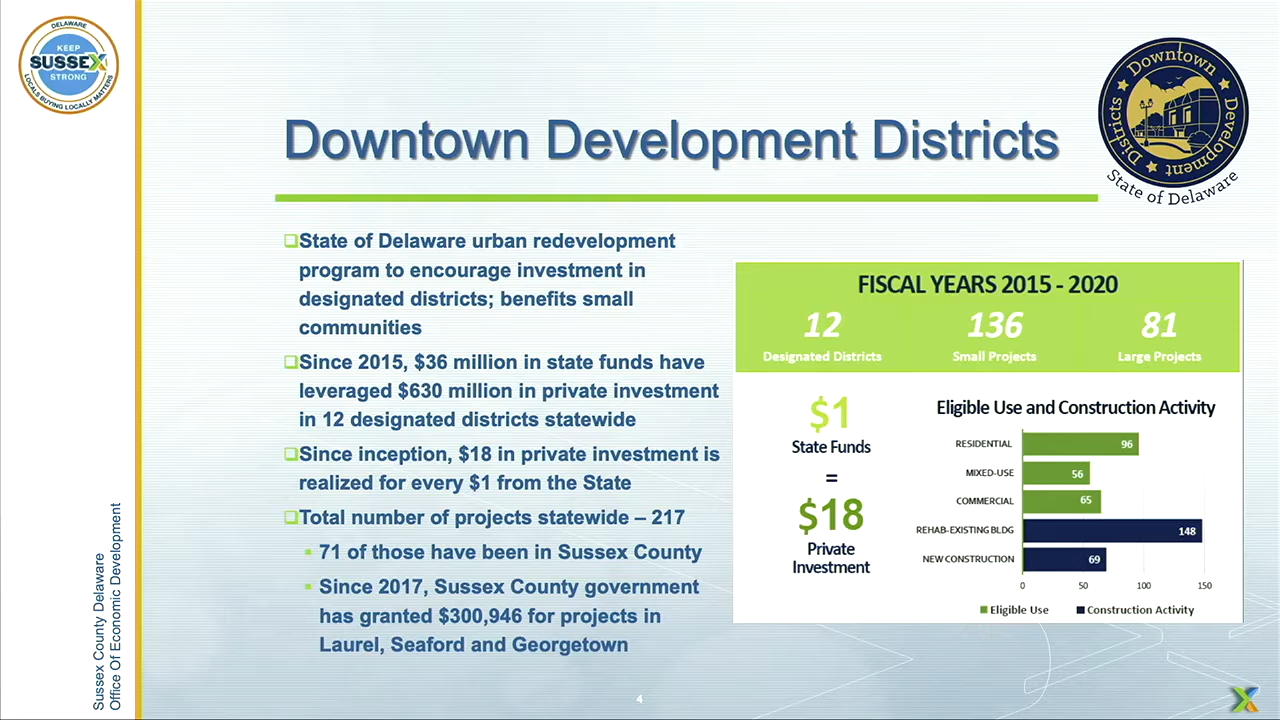 DELAWARE
KEEP
SUSSEX
STRONG
LOCALS BUYING LOCALLY MATTERS
Downtown Development Districts
Downtown
Development
Districts
State of Delaware
❑State of Delaware urban redevelopment
program to encourage investment in
designated districts; benefits small
communities
❑Since 2015, $36 million in state funds have
leveraged $630 million in private investment
in 12 designated districts statewide
❑Since inception, $18 in private investment is
realized for every $1 from the State
❑Total number of projects statewide – 217
▪ 71 of those have been in Sussex County
▪ Since 2017, Sussex County government
has granted $300,946 for projects in
Laurel, Seaford and Georgetown
FISCAL YEARS 2015 - 2020
12 136 81
Designated Districts Small Projects Large Projects
$1
State Funds
=
$18
Private
Investment
Eligible Use and Construction Activity
RESIDENTIAL 96
MIXED-USE 56
COMMERCIAL 65
REHAB-EXISTING BLDG 148
NEW CONSTRUCTION 69
0 50 100 150
Eligible Use Construction Activity
Sussex County Delaware
Office Of Economic Development
4